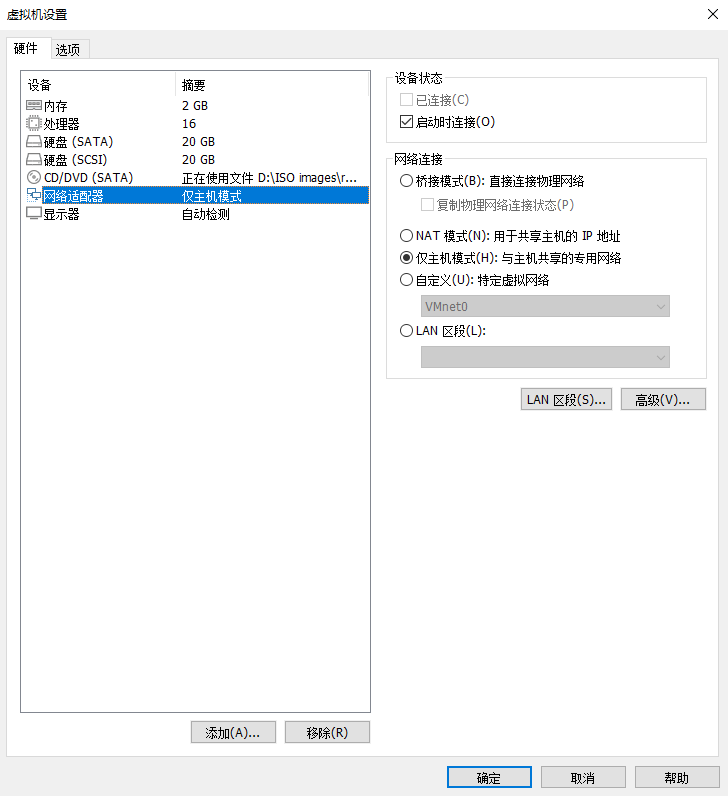 虚拟机设置
硬件 选项
设备 摘要
内存 2 GB
处理器 16
硬盘 (SATA) 20 GB
硬盘 (SCSI) 20 GB
CD/DVD (SATA) 正在使用文件 D:\ISO images\r...
网络适配器 仅主机模式
显示器 自动检测
添加(A)... 移除(R)
设备状态
已连接(C)
启动时连接(O)
网络连接
桥接模式(B): 直接连接物理网络
复制物理网络连接状态(P)
NAT 模式(N): 用于共享主机的 IP 地址
仅主机模式(H): 与主机共享的专用网络
自定义(U): 特定虚拟网络
VMnet0
LAN 区段(L):
LAN 区段(S)... 高级(V)...
确定 取消 帮助